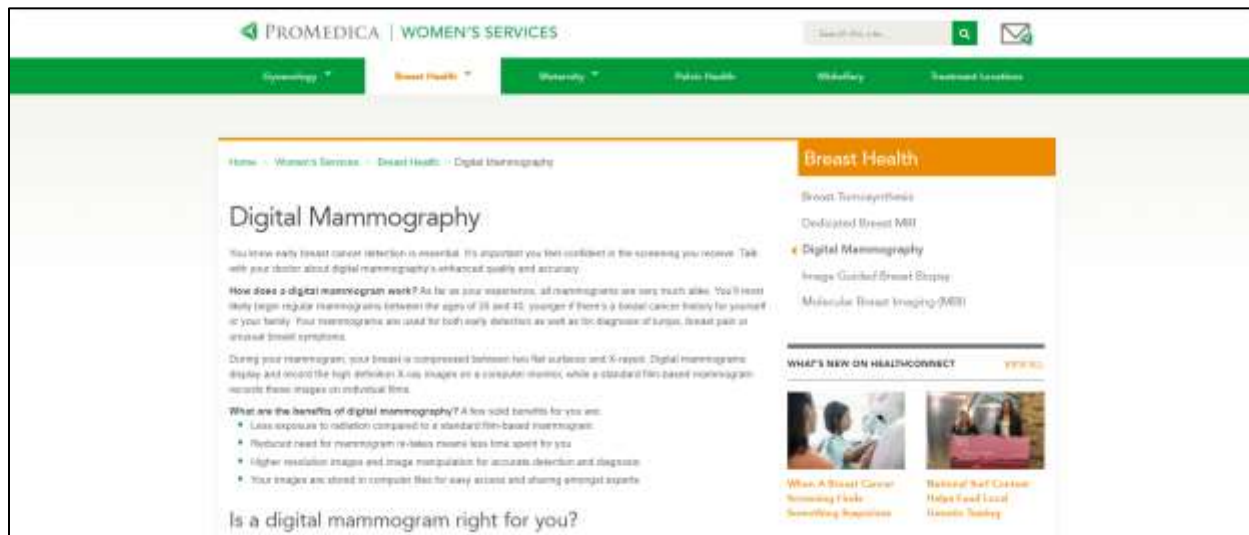 PROMEDICA | WOMEN'S SERVICES
Search this site
Gynecology
Breast Health
Maternity
Pelvic Health
Midwifery
Treatment Locations
Home - Women's Services - Breast Health - Digital Mammography
Digital Mammography
You know early breast cancer detection is essential. It's important you feel confident in the screening you receive. Talk
with your doctor about digital mammography's enhanced quality and accuracy.
How does a digital mammogram work? As far as your experience, all mammograms are very much alike. You'll most
likely begin regular mammograms between the ages of 35 and 40, younger if there's a breast cancer history for yourself
or your family. Your mammograms are used for both early detection as well as for diagnosis of lumps, breast pain or
unusual breast symptoms.
During your mammogram, your breast is compressed between two flat surfaces and X-rayed. Digital mammograms
display and record the high definition X-ray images on a computer monitor, while a standard film-based mammogram
records these images on individual films.
What are the benefits of digital mammography? A few solid benefits for you are:
Less exposure to radiation compared to a standard film-based mammogram
Reduced need for mammogram re-takes means less time spent for you
Higher resolution images and image manipulation for accurate detection and diagnosis
Your images are stored in computer files for easy access and sharing amongst experts
Is a digital mammogram right for you?
Breast Health
Breast Tomosynthesis
Dedicated Breast MRI
Digital Mammography
Image Guided Breast Biopsy
Molecular Breast Imaging (MBI)
WHAT'S NEW ON HEALTHCONNECT
VIEW ALL
When A Breast Cancer
Screening Finds
Something Suspicious
National Surf Contest
Helps Fund Local
Genetic Testing